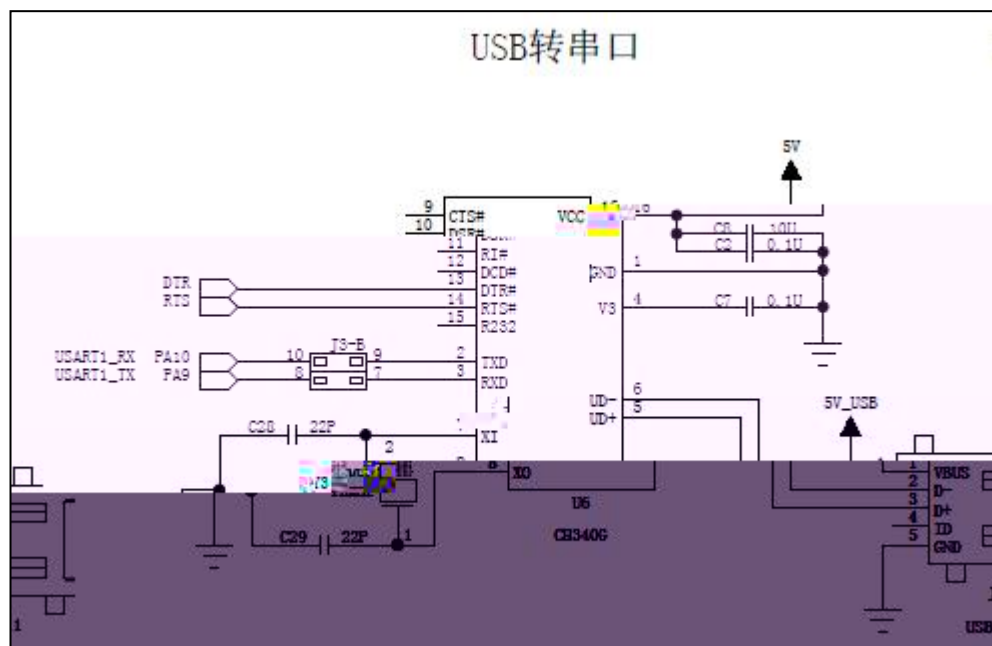 USB转串口
5V
9 CTS# VCC
10 DSR# C8 10U
11 RI# C2 0.1U
12 DCD# GND 1
DTR 13 DTR#
RTS 14 RTS# V3 4 C7 0.1U
15 R232
J3-B
USART1_RX PA10 10 9 2 TXD
USART1_TX PA9 8 7 3 RXD
UD- 6
UD+ 5
5V_USB
C28 22P XI
2
Y3 XO 1 VBUS
2 D-
U6 3 D+
4 ID
C29 22P 1 CH340G 5 GND
1 USB